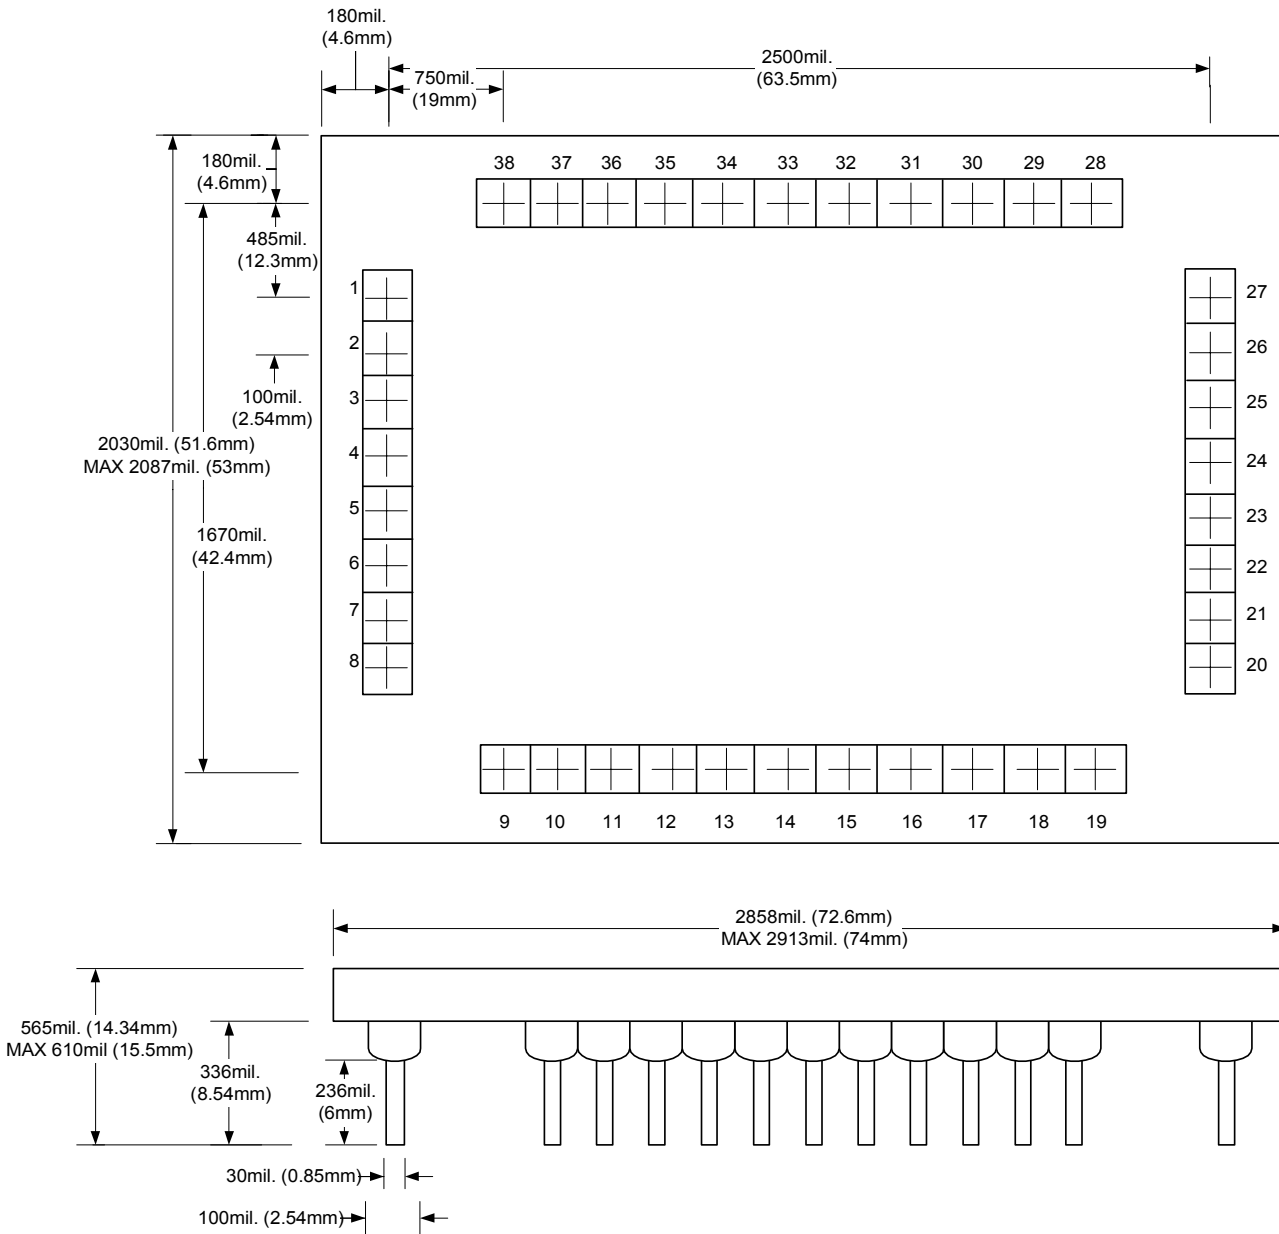 180mil.
(4.6mm)
2500mil.
(63.5mm)
750mil.
(19mm)
180mil.
(4.6mm)
38 37 36 35 34 33 32 31 30 29 28
485mil.
(12.3mm)
1 27
2 26
100mil.
(2.54mm)
3 25
2030mil. (51.6mm)
MAX 2087mil. (53mm)
4 24
5 23
1670mil.
(42.4mm)
6 22
7 21
8 20
9 10 11 12 13 14 15 16 17 18 19
2858mil. (72.6mm)
MAX 2913mil. (74mm)
565mil. (14.34mm)
MAX 610mil (15.5mm)
336mil.
(8.54mm)
236mil.
(6mm)
30mil. (0.85mm)
100mil. (2.54mm)